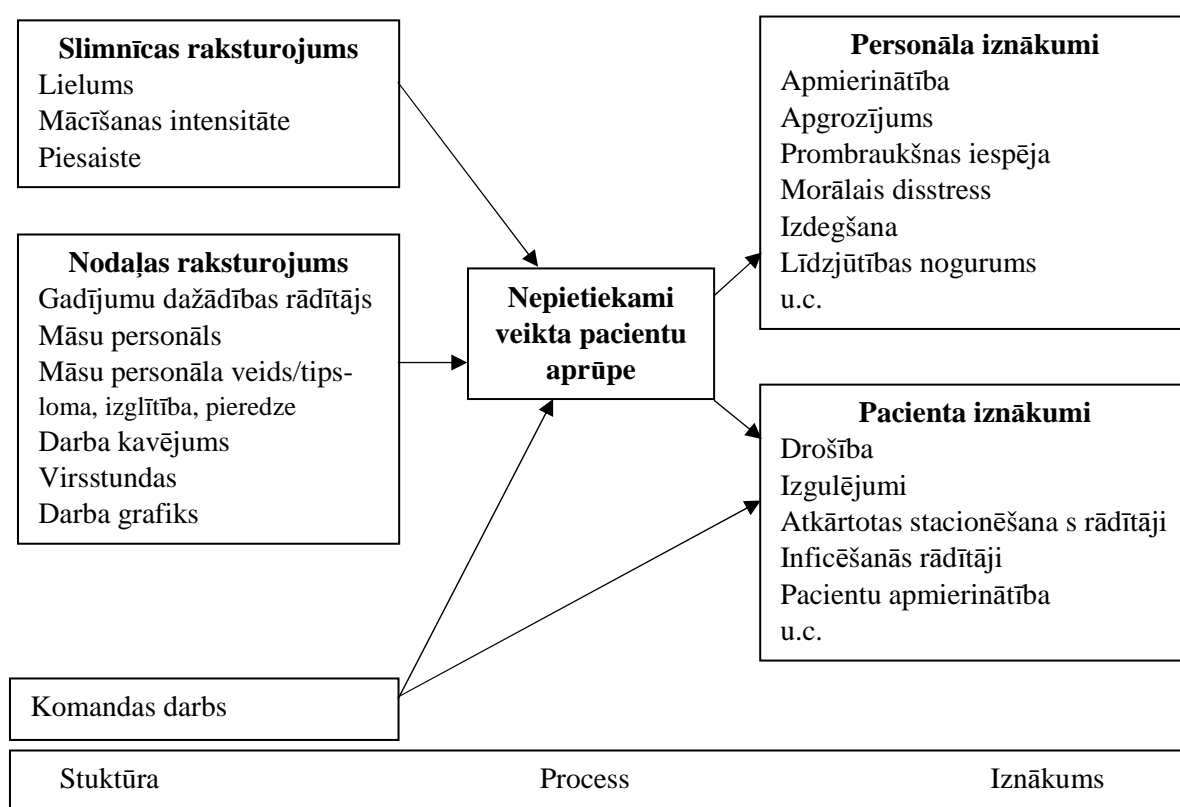 Slimnīcas raksturojums
Lielums
Mācīšanas intensitāte
Piesaiste
Nodaļas raksturojums
Gadījumu dažādības rādītājs
Māsu personāls
Māsu personāla veids/tips-
loma, izglītība, pieredze
Darba kavējums
Virsstundas
Darba grafiks
Komandas darbs
Nepietiekami
veikta pacientu
aprūpe
Personāla iznākumi
Apmierinātība
Apgrozījums
Prombraukšnas iespēja
Morālais disstress
Izdegšana
Līdzjūtības nogurums
u.c.
Pacienta iznākumi
Drošība
Izgulējumi
Atkārtotas stacionēšana s rādītāji
Inficēšanās rādītāji
Pacientu apmierinātība
u.c.
Stuktūra Process Iznākums